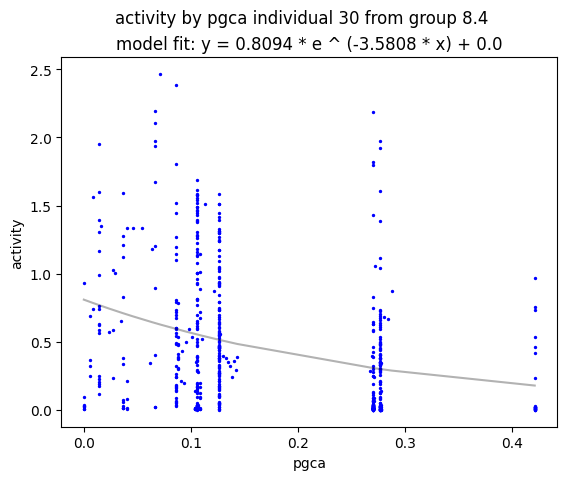 activity by pgca individual 30 from group 8.4
model fit: y = 0.8094 * e ^ (-3.5808 * x) + 0.0
2.5
2.0
1.5
1.0
0.5
0.0
activity
0.0 0.1 0.2 0.3 0.4
pgca